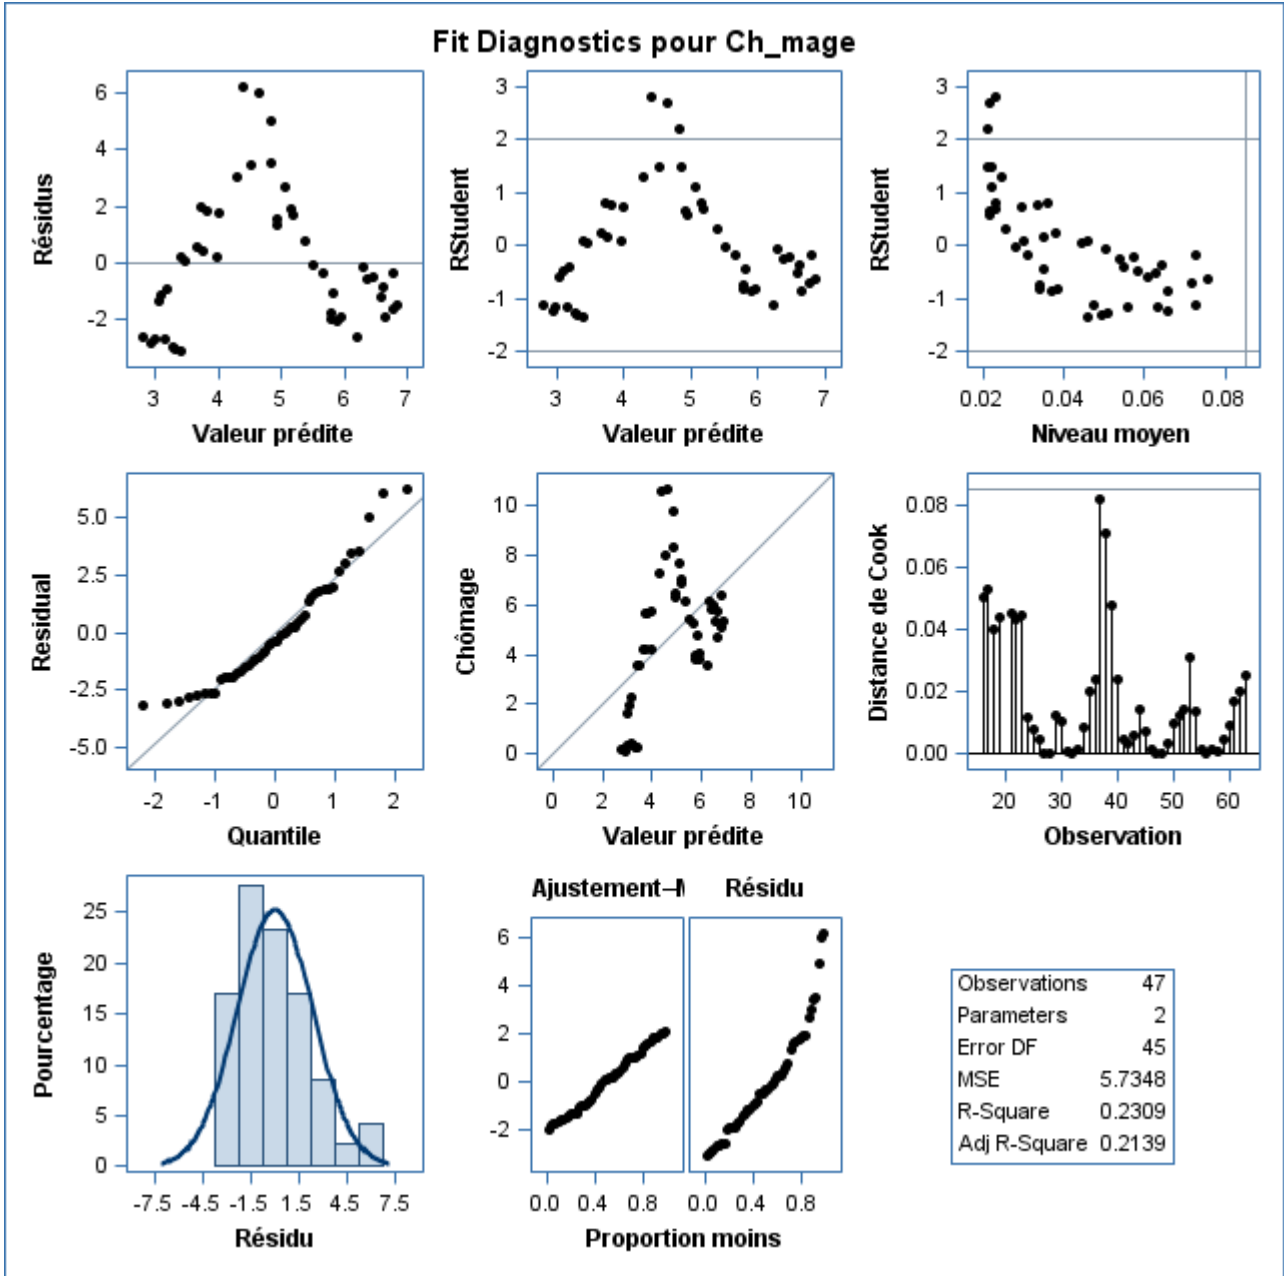 Fit Diagnostics pour Ch_mage
Résidus
6
4
2
0
-2
3 4 5 6 7
Valeur prédite
RStudent
3
2
1
0
-1
-2
3 4 5 6 7
Valeur prédite
RStudent
3
2
1
0
-1
-2
0.02 0.04 0.06 0.08
Niveau moyen
Residual
5.0
2.5
0.0
-2.5
-5.0
-2 -1 0 1 2
Quantile
Chômage
10
8
6
4
2
0
0 2 4 6 8 10
Valeur prédite
Distance de Cook
0.08
0.06
0.04
0.02
0.00
20 30 40 50 60
Observation
Pourcentage
25
20
15
10
5
0
-7.5 -4.5 -1.5 1.5 4.5 7.5
Résidu
Ajustement–M
Résidu
6
4
2
0
-2
0.0 0.4 0.8
0.0 0.4 0.8
Proportion moins
Observations 47
Parameters 2
Error DF 45
MSE 5.7348
R-Square 0.2309
Adj R-Square 0.2139